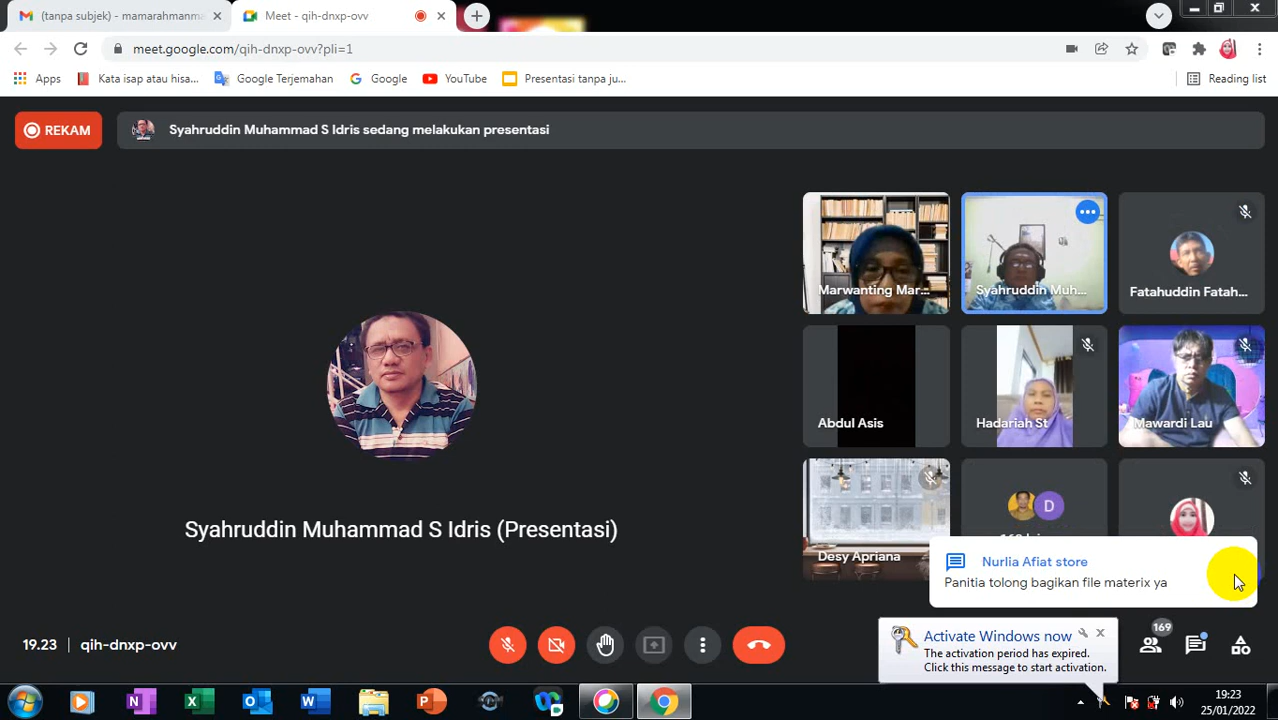 (tanpa subjek) - mamarahmanma
Meet - qih-dnxp-ovv
meet.google.com/qih-dnxp-ovv?pli=1
Apps
Kata isap atau hisa...
Google Terjemahan
Google
YouTube
Presentasi tanpa ju...
Reading list
REKAM
Syahruddin Muhammad S Idris sedang melakukan presentasi
Marwanting Mar...
Syahruddin Muh...
Fatahuddin Fatah...
Abdul Asis
Hadariah St
Mawardi Lau
Syahruddin Muhammad S Idris (Presentasi)
Desy Apriana
D
Nurlia Afiat store
Panitia tolong bagikan file materix ya
19.23 | qih-dnxp-ovv
169
Activate Windows now
The activation period has expired.
Click this message to start activation.
19:23
25/01/2022